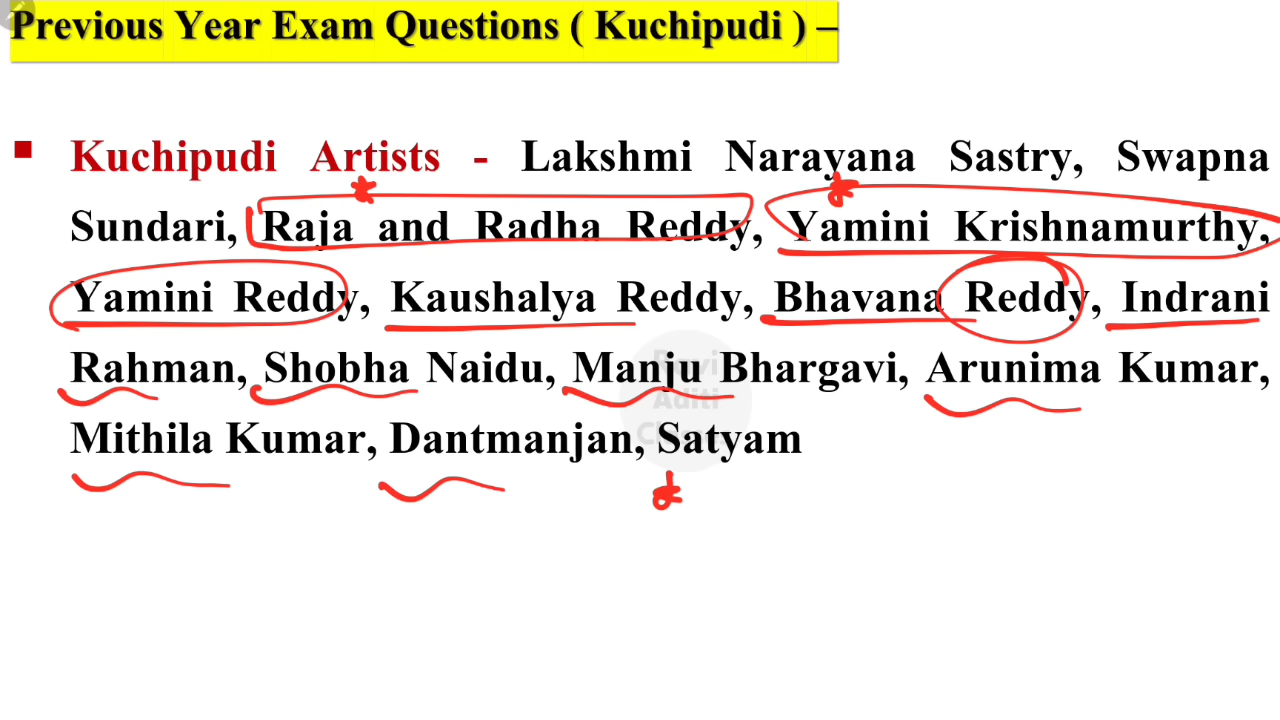 Previous Year Exam Questions ( Kuchipudi ) –
▪ Kuchipudi Artists - Lakshmi Narayana Sastry, Swapna
Sundari, Raja and Radha Reddy, Yamini Krishnamurthy,
Yamini Reddy, Kaushalya Reddy, Bhavana Reddy, Indrani
Rahman, Shobha Naidu, Manju Bhargavi, Arunima Kumar,
Mithila Kumar, Dantmanjan, Satyam